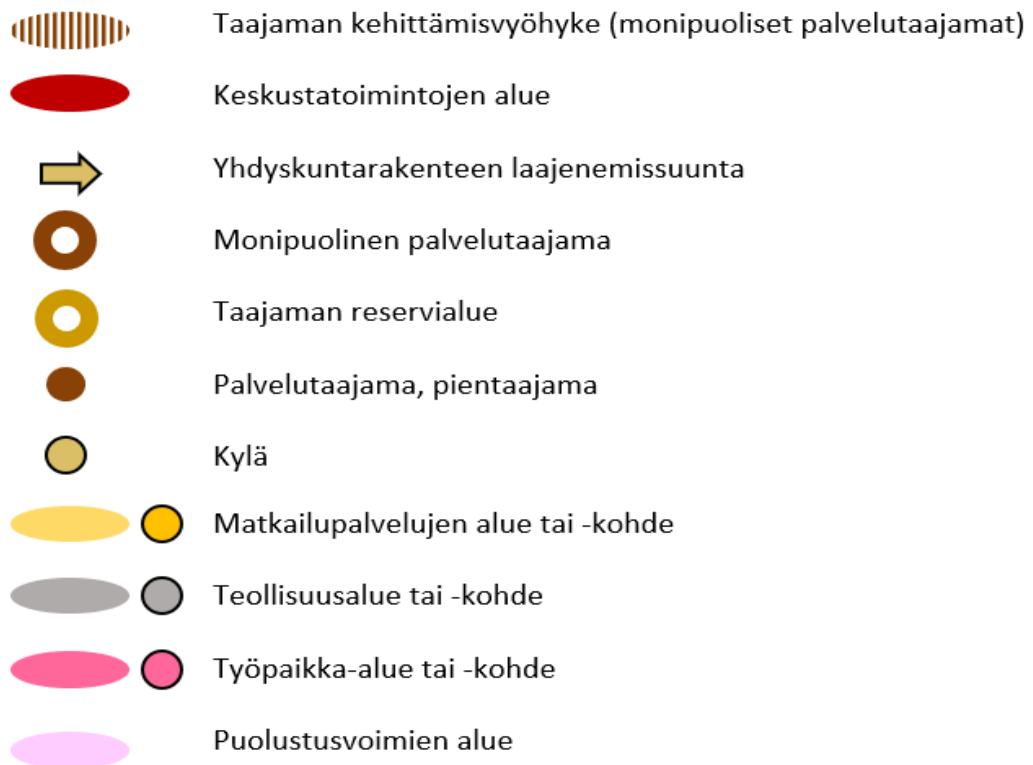 Taajaman kehittämisvyöhyke (monipuoliset palvelutaajamat)
Keskustatoimintojen alue
Yhdyskuntarakenteen laajenemissuunta
Monipuolinen palvelutaajama
Taajaman reservialue
Palvelutaajama, pientaajama
Kylä
Matkailupalvelujen alue tai -kohde
Teollisuusalue tai -kohde
Työpaikka-alue tai -kohde
Puolustusvoimien alue